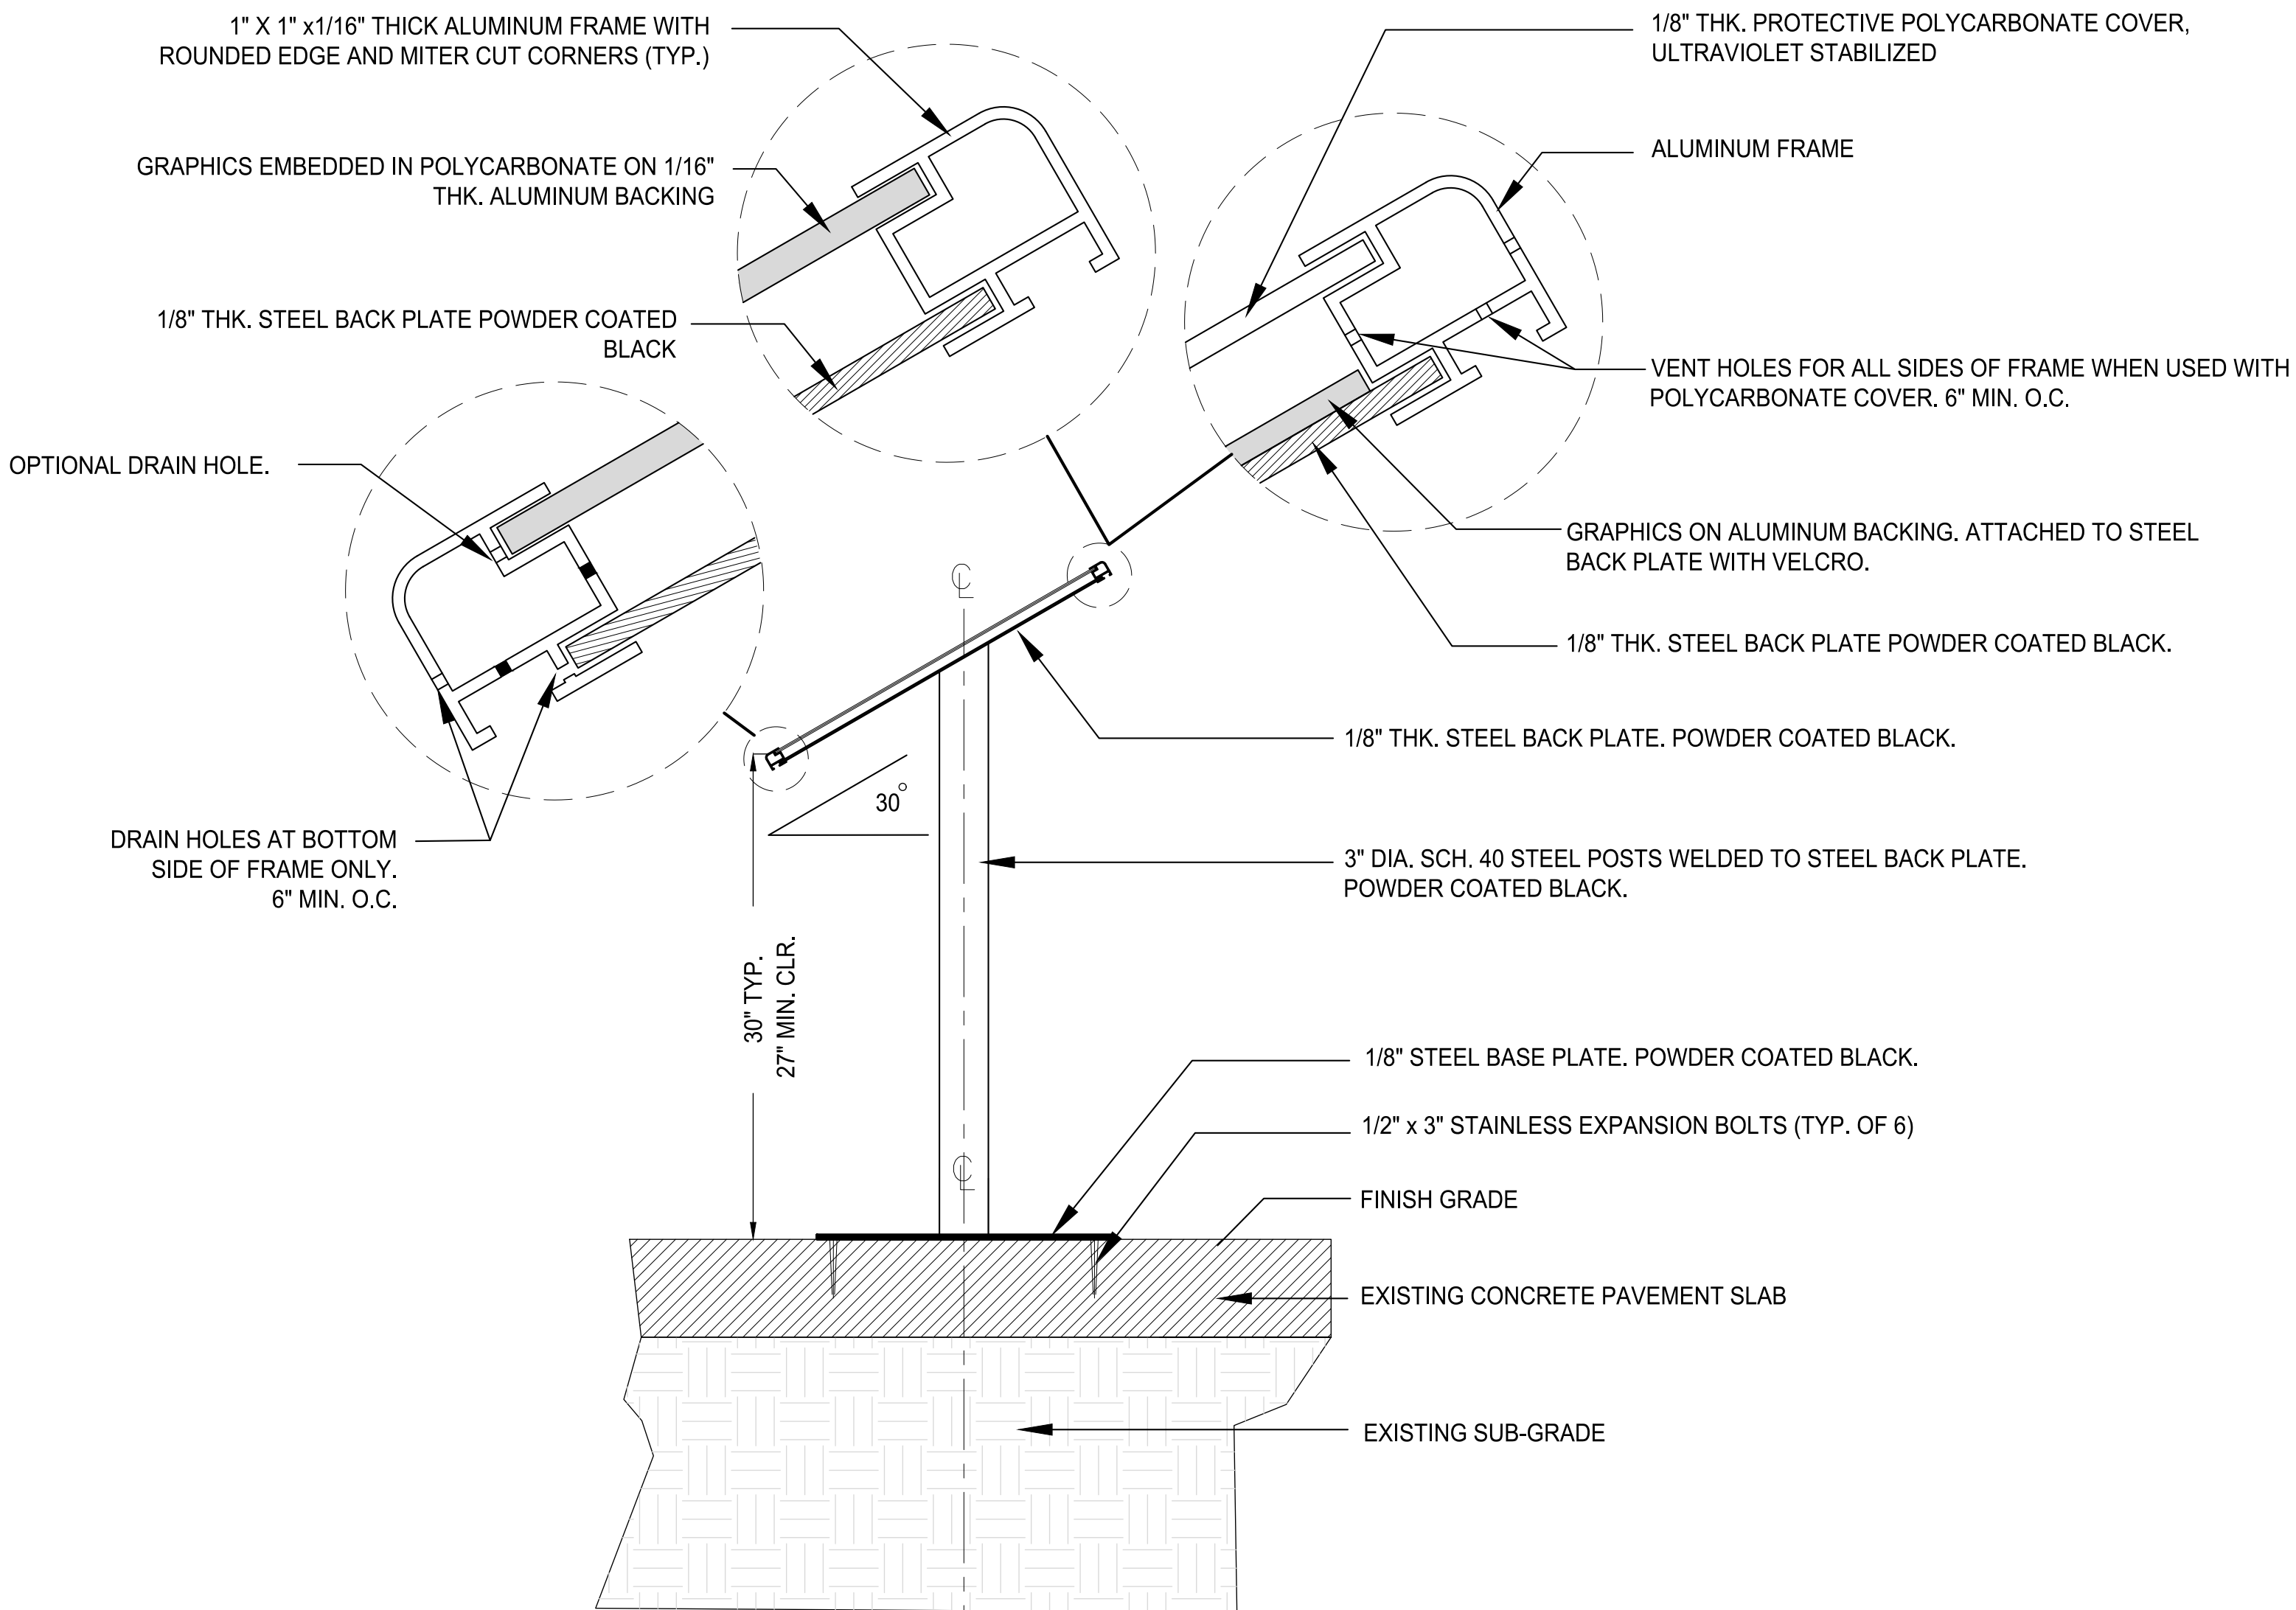 1" X 1" x1/16" THICK ALUMINUM FRAME WITH
ROUNDED EDGE AND MITER CUT CORNERS (TYP.)
GRAPHICS EMBEDDED IN POLYCARBONATE ON 1/16"
THK. ALUMINUM BACKING
1/8" THK. STEEL BACK PLATE POWDER COATED
BLACK
OPTIONAL DRAIN HOLE.
DRAIN HOLES AT BOTTOM
SIDE OF FRAME ONLY.
6" MIN. O.C.
1/8" THK. PROTECTIVE POLYCARBONATE COVER,
ULTRAVIOLET STABILIZED
ALUMINUM FRAME
VENT HOLES FOR ALL SIDES OF FRAME WHEN USED WITH
POLYCARBONATE COVER. 6" MIN. O.C.
GRAPHICS ON ALUMINUM BACKING. ATTACHED TO STEEL
BACK PLATE WITH VELCRO.
1/8" THK. STEEL BACK PLATE POWDER COATED BLACK.
1/8" THK. STEEL BACK PLATE. POWDER COATED BLACK.
℄
30°
3" DIA. SCH. 40 STEEL POSTS WELDED TO STEEL BACK PLATE.
POWDER COATED BLACK.
30" TYP.
27" MIN. CLR.
1/8" STEEL BASE PLATE. POWDER COATED BLACK.
1/2" x 3" STAINLESS EXPANSION BOLTS (TYP. OF 6)
℄
FINISH GRADE
EXISTING CONCRETE PAVEMENT SLAB
EXISTING SUB-GRADE